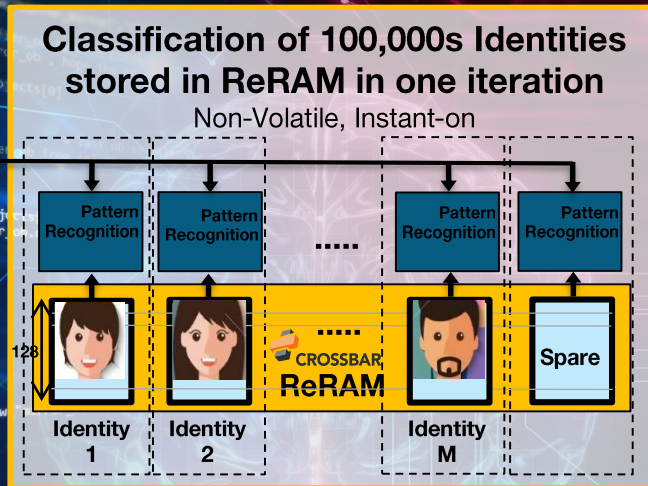 Classification of 100,000s Identities
stored in ReRAM in one iteration
Non-Volatile, Instant-on
Pattern
Recognition
Pattern
Recognition
.....
Pattern
Recognition
Pattern
Recognition
128
.....
CROSSBAR
ReRAM
Spare
Identity
1
Identity
2
Identity
M